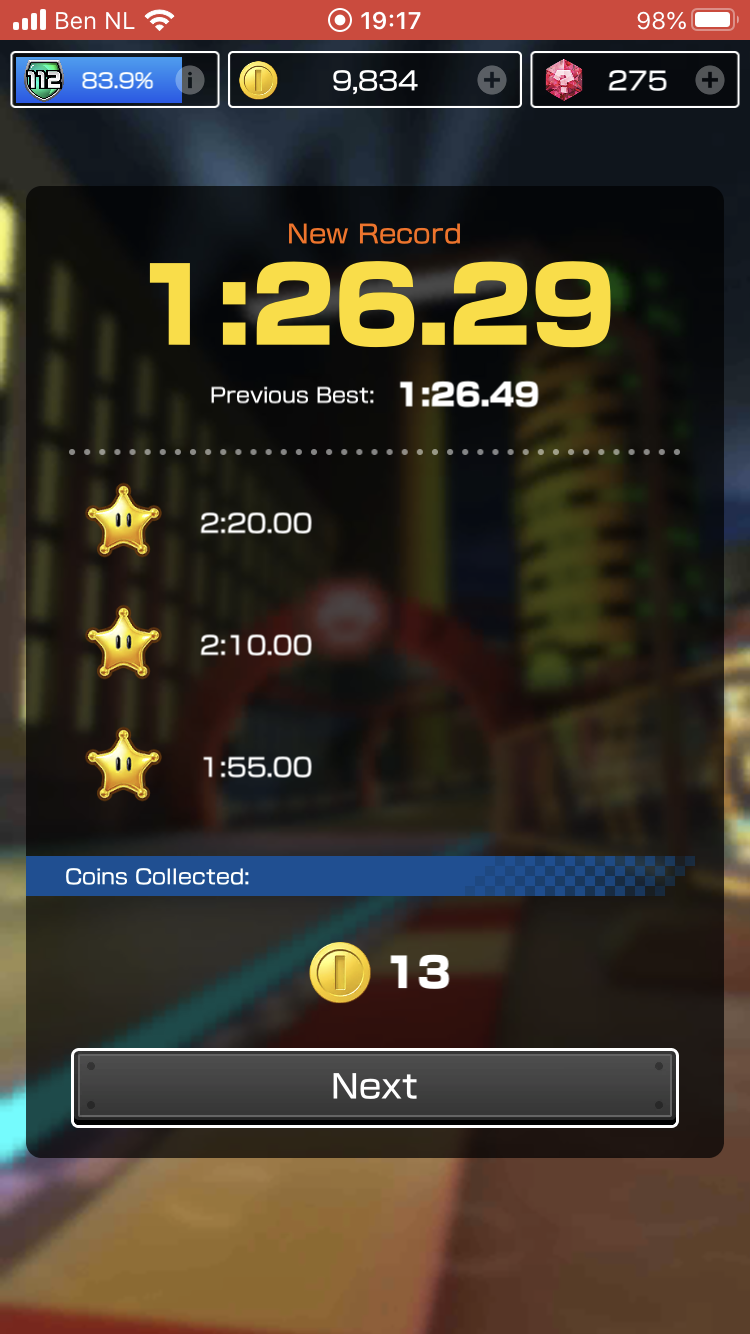 Ben NL 19:17 98%
112 83.9% i 9,834 + ? 275 +
New Record
1:26.29
Previous Best: 1:26.49
2:20.00
2:10.00
1:55.00
Coins Collected:
13
Next